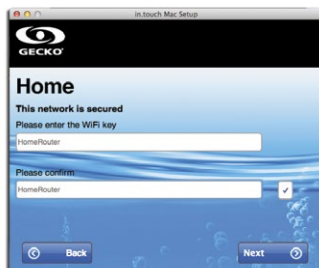 in.touch Mac Setup
GECKO
Home
This network is secured
Please enter the WiFi key
HomeRouter
Please confirm
HomeRouter
Back
Next